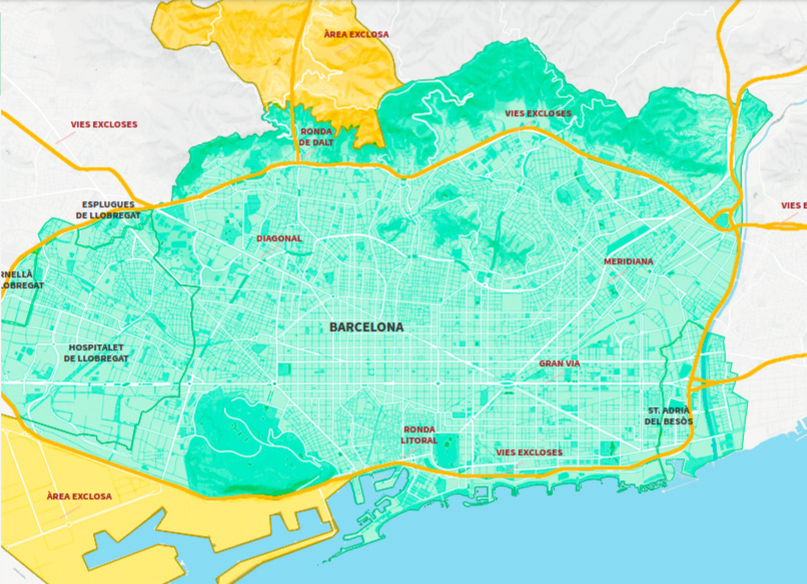 ÀREA EXCLOSA
VIES EXCLOSES
VIES EXCLOSES
RONDA
DE DALT
ESPLUGUES
DE LLOBREGAT
VIES E
DIAGONAL
MERIDIANA
RNELLÀ
LOBREGAT
BARCELONA
HOSPITALET
DE LLOBREGAT
GRAN VIA
ST. ADRIÀ
DEL BESÒS
RONDA
LITORAL
VIES EXCLOSES
ÀREA EXCLOSA